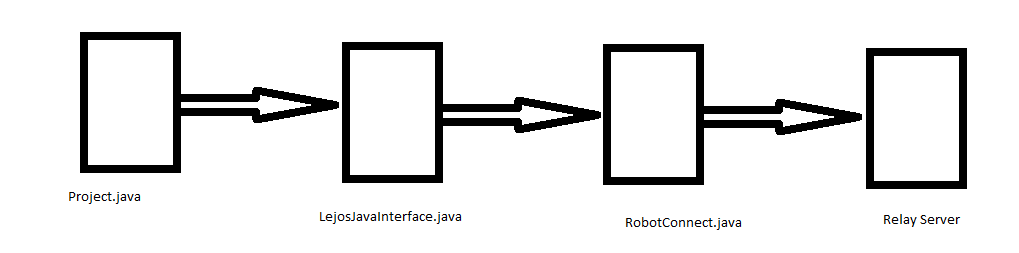 Project.java
LejosJavaInterface.java
RobotConnect.java
Relay Server